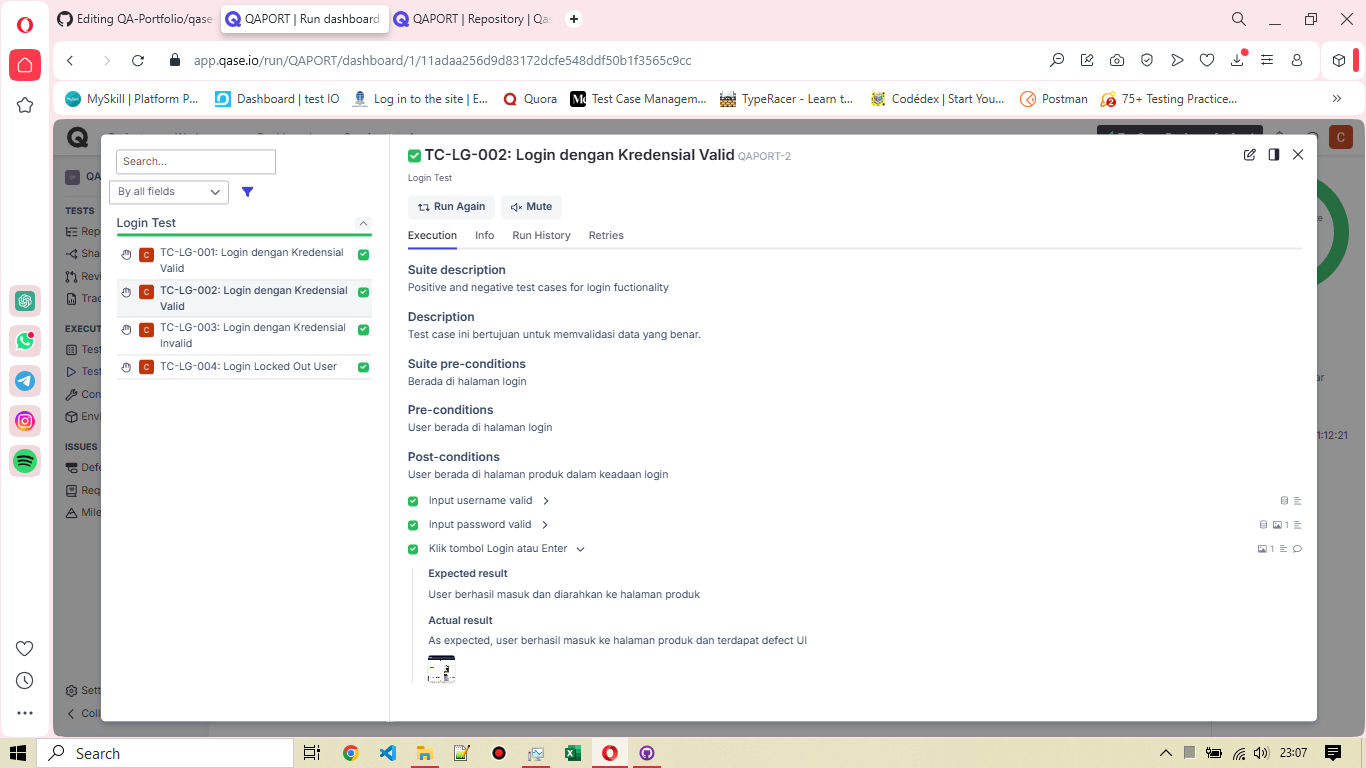 Editing QA-Portfolio/qase-
QAPORT | Run dashboard
QAPORT | Repository | Qas
app.qase.io/run/QAPORT/dashboard/1/11adaa256d9d83172dcfe548ddf50b1f3565c9cc
MySkill | Platform P...
Dashboard | test IO
Log in to the site | E...
Quora
Test Case Managem...
TypeRacer - Learn t...
Codédex | Start You...
Postman
75+ Testing Practice...
C
QA
TESTS
Rep
Sha
Revi
Trac
EXECUT
Test
Test
Con
Envi
ISSUES
Defe
Req
Mile
Sett
Coll
Search...
By all fields
Login Test
C
TC-LG-001: Login dengan Kredensial
Valid
C
TC-LG-002: Login dengan Kredensial
Valid
C
TC-LG-003: Login dengan Kredensial
Invalid
C
TC-LG-004: Login Locked Out User
TC-LG-002: Login dengan Kredensial Valid QAPORT-2
Login Test
Run Again
Mute
Execution
Info
Run History
Retries
Suite description
Positive and negative test cases for login fuctionality
Description
Test case ini bertujuan untuk memvalidasi data yang benar.
Suite pre-conditions
Berada di halaman login
Pre-conditions
User berada di halaman login
Post-conditions
User berada di halaman produk dalam keadaan login
Input username valid
Input password valid
1
Klik tombol Login atau Enter
1
Expected result
User berhasil masuk dan diarahkan ke halaman produk
Actual result
As expected, user berhasil masuk ke halaman produk dan terdapat defect UI
ar
1:12:21
Search
23:07